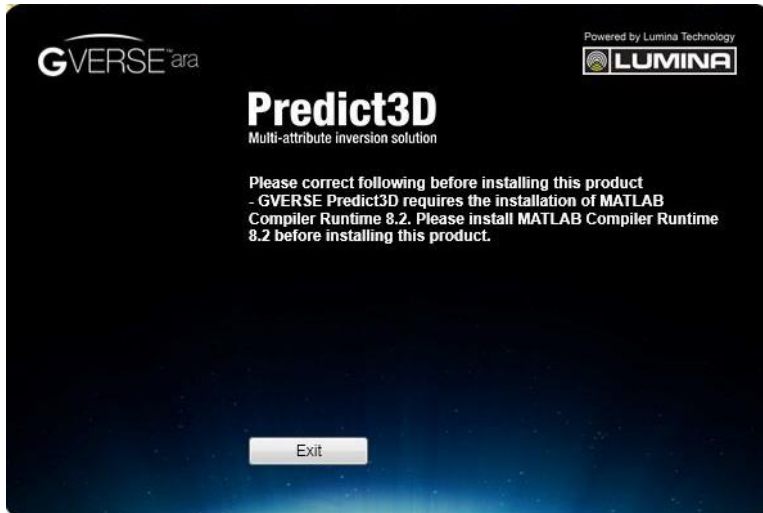 Powered by Lumina Technology
GVERSE™ara
LUMINA
Predict3D
Multi-attribute inversion solution
Please correct following before installing this product
- GVERSE Predict3D requires the installation of MATLAB
Compiler Runtime 8.2. Please install MATLAB Compiler Runtime
8.2 before installing this product.
Exit